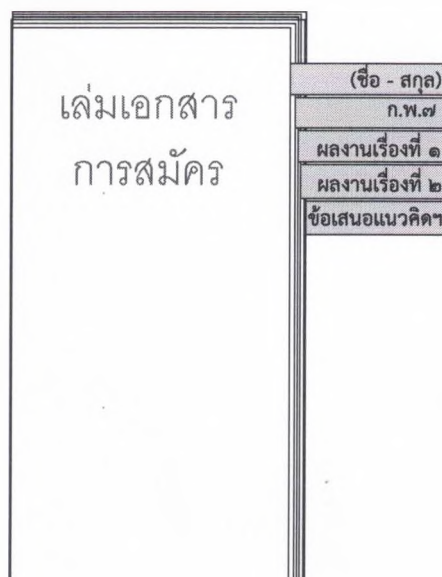 เล่มเอกสาร
การสมัคร
(ชื่อ - สกุล)
ก.พ.๗
ผลงานเรื่องที่ ๑
ผลงานเรื่องที่ ๒
ข้อเสนอแนวคิดฯ